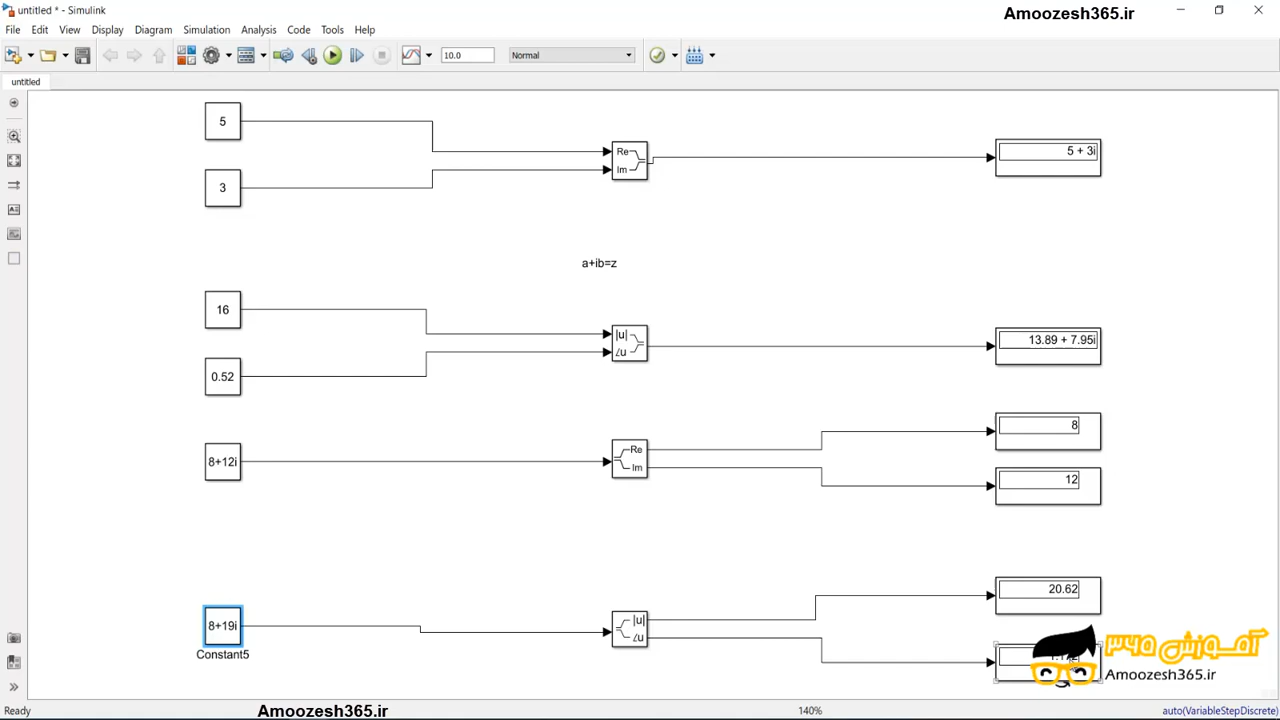 untitled * - Simulink
Amoozesh365.ir
File Edit View Display Diagram Simulation Analysis Code Tools Help
10.0 Normal
untitled
5
3
Re
Im
5 + 3i
a+ib=z
16
0.52
|u|
∠u
13.89 + 7.95i
8+12i
Re
Im
8
12
8+19i
Constant5
|u|
∠u
20.62
آموزش ۳۶۵
Amoozesh365.ir
Ready
Amoozesh365.ir
140%
auto(VariableStepDiscrete)